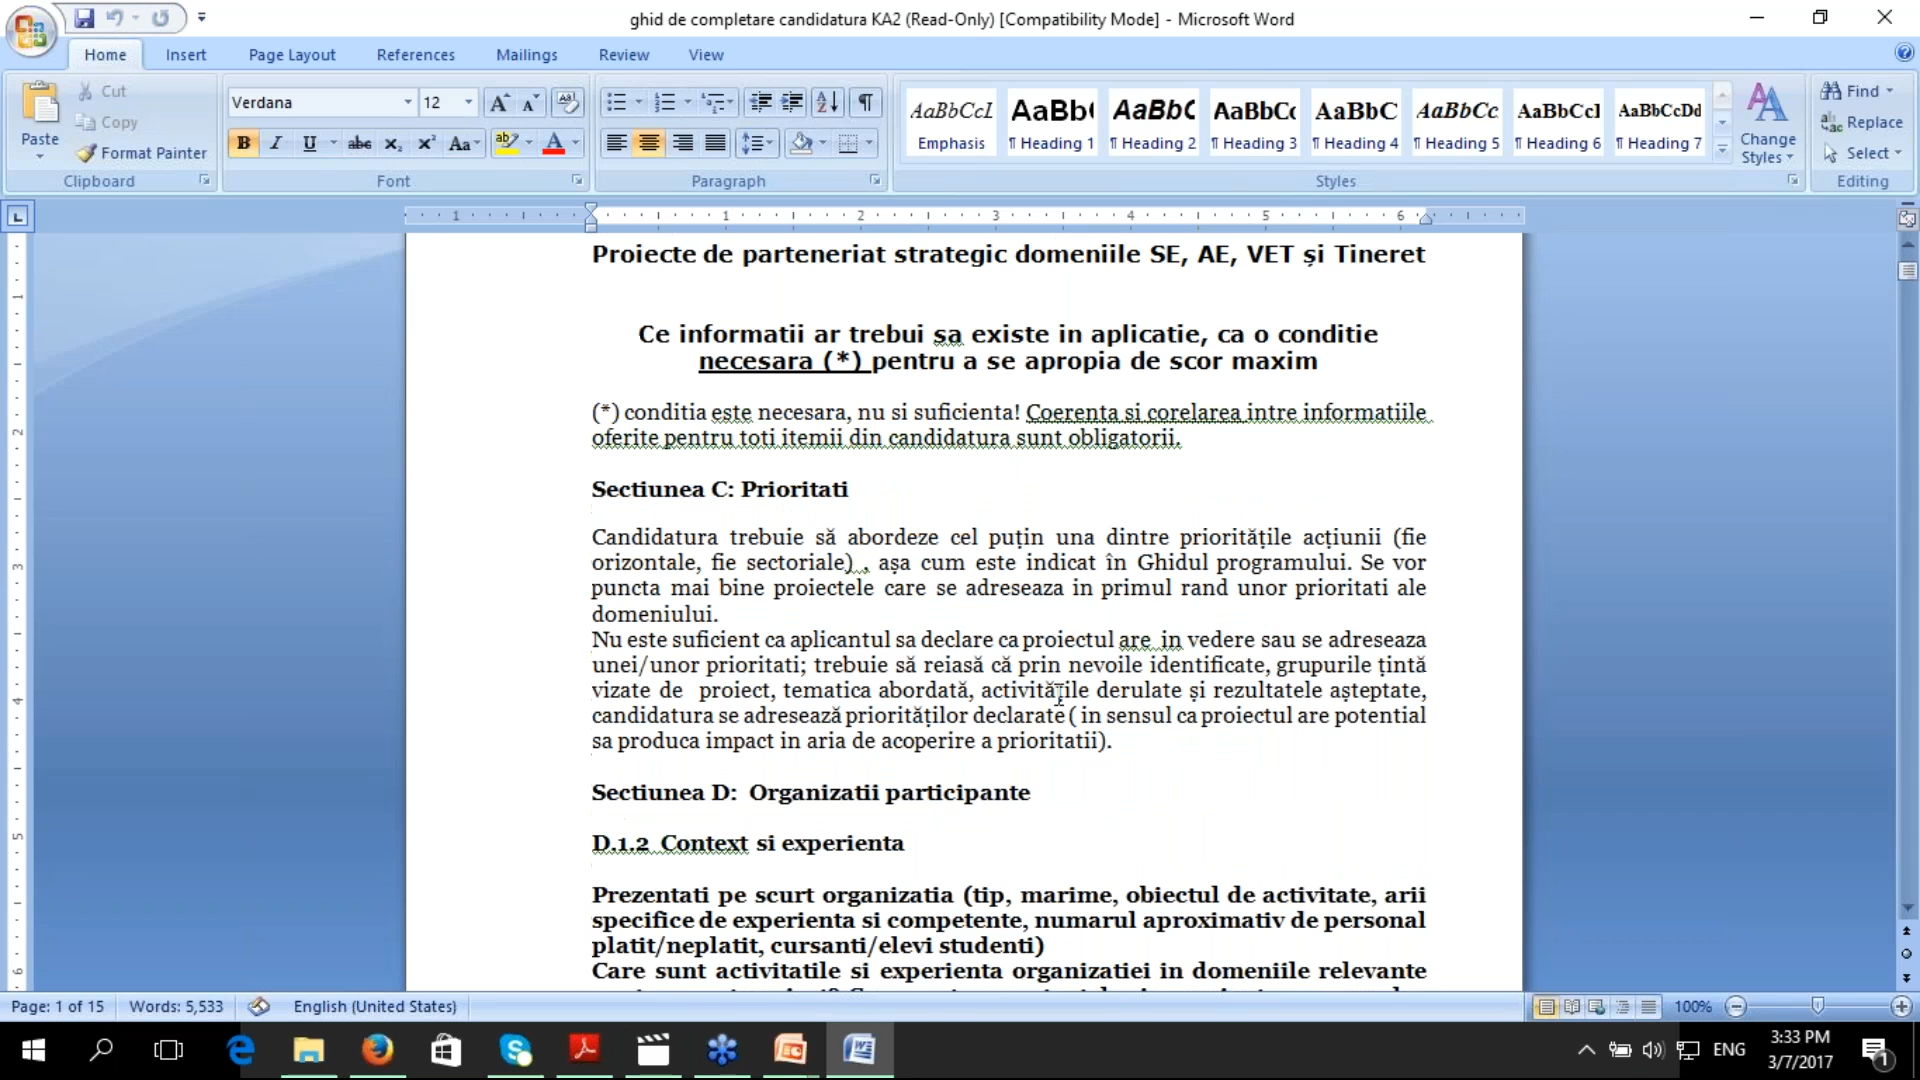 ghid de completare candidatura KA2 (Read-Only) [Compatibility Mode] - Microsoft Word
Home Insert Page Layout References Mailings Review View
Paste
Cut
Copy
Format Painter
Clipboard
Verdana 12
Font
Paragraph
AaBbCcI AaBb( AaBbC AaBbCc AaBbC AaBbCc AaBbCcI AaBbCcDd
Emphasis ¶ Heading 1 ¶ Heading 2 ¶ Heading 3 ¶ Heading 4 ¶ Heading 5 ¶ Heading 6 ¶ Heading 7
Change Styles
Styles
Find
Replace
Select
Editing
1 1 2 3 4 5 6
Proiecte de parteneriat strategic domeniile SE, AE, VET și Tineret
Ce informatii ar trebui sa existe in aplicatie, ca o conditie
necesara (*) pentru a se apropia de scor maxim
(*) conditia este necesara, nu si suficienta! Coerenta si corelarea intre informatiile
oferite pentru toti itemii din candidatura sunt obligatorii.
Sectiunea C: Prioritati
Candidatura trebuie să abordeze cel puțin una dintre prioritățile acțiunii (fie
orizontale, fie sectoriale) , așa cum este indicat în Ghidul programului. Se vor
puncta mai bine proiectele care se adreseaza in primul rand unor prioritati ale
domeniului.
Nu este suficient ca aplicantul sa declare ca proiectul are in vedere sau se adreseaza
unei/unor prioritati; trebuie să reiasă că prin nevoile identificate, grupurile țintă
vizate de proiect, tematica abordată, activitățile derulate și rezultatele așteptate,
candidatura se adresează priorităților declarate ( in sensul ca proiectul are potential
sa produca impact in aria de acoperire a prioritatii).
Sectiunea D: Organizatii participante
D.1.2 Context si experienta
Prezentati pe scurt organizatia (tip, marime, obiectul de activitate, arii
specifice de experienta si competente, numarul aproximativ de personal
platit/neplatit, cursanti/elevi studenti)
Care sunt activitatile si experienta organizatiei in domeniile relevante
Page: 1 of 15 Words: 5,533 English (United States) 100%
ENG
3:33 PM
3/7/2017
1